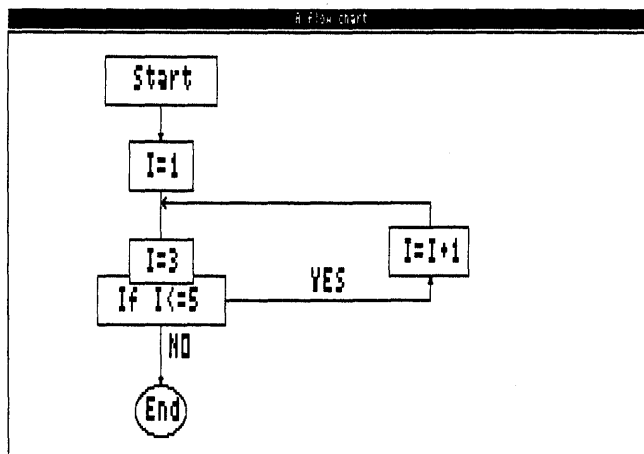 A flow chart
Start
I=1
I=3
I=I+1
If I<=5
YES
NO
End